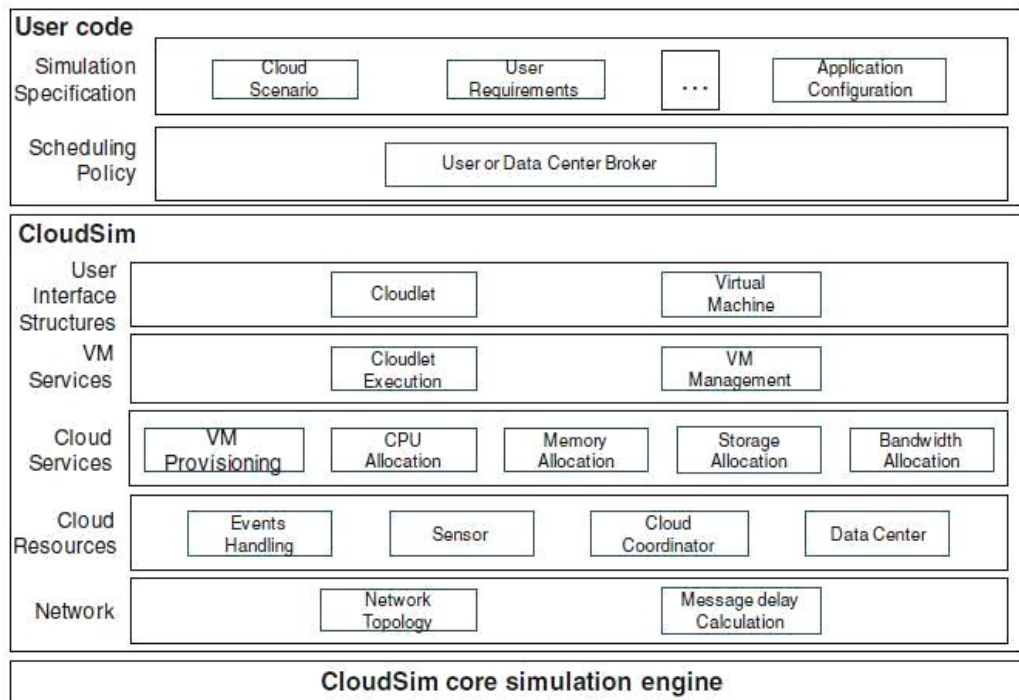 User code
Simulation
Specification
Cloud
Scenario
User
Requirements
...
Application
Configuration
Scheduling
Policy
User or Data Center Broker
CloudSim
User
Interface
Structures
Cloudlet
Virtual
Machine
VM
Services
Cloudlet
Execution
VM
Management
Cloud
Services
VM
Provisioning
CPU
Allocation
Memory
Allocation
Storage
Allocation
Bandwidth
Allocation
Cloud
Resources
Events
Handling
Sensor
Cloud
Coordinator
Data Center
Network
Network
Topology
Message delay
Calculation
CloudSim core simulation engine